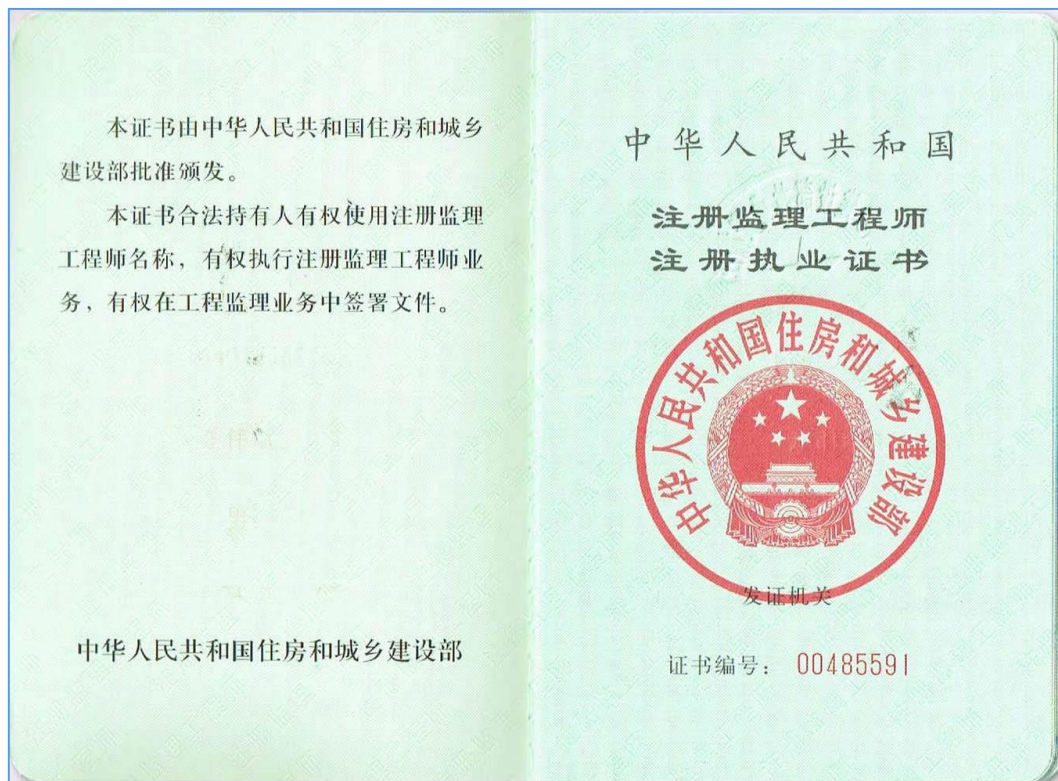 本证书由中华人民共和国住房和城乡
建设部批准颁发。
本证书合法持有人有权使用注册监理
工程师名称，有权执行注册监理工程师业
务，有权在工程监理业务中签署文件。
中华人民共和国住房和城乡建设部
中华人民共和国
注册监理工程师
注册执业证书
中华人民共和国住房和城乡建设部
发证机关
证书编号：00485591